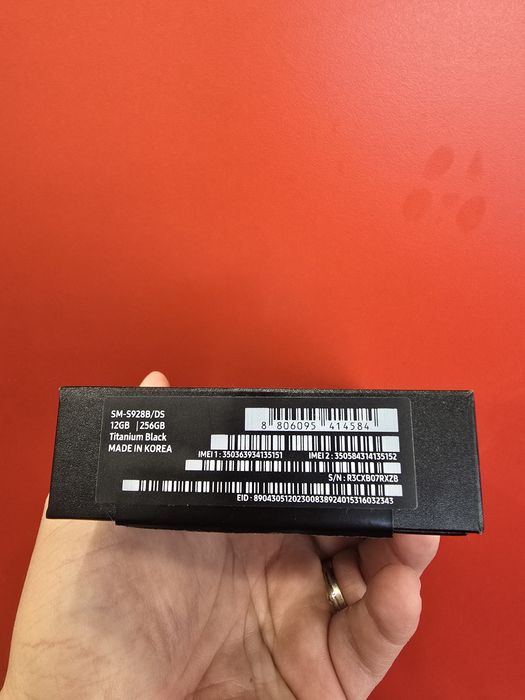 SM-S928B/DS
12GB | 256GB
Titanium Black
MADE IN KOREA
8 806095 414584
IMEI 1 : 350363934135151
IMEI 2 : 350584314135152
S/N : R3CXB07RXZB
EID : 89043051202300838924015316032343